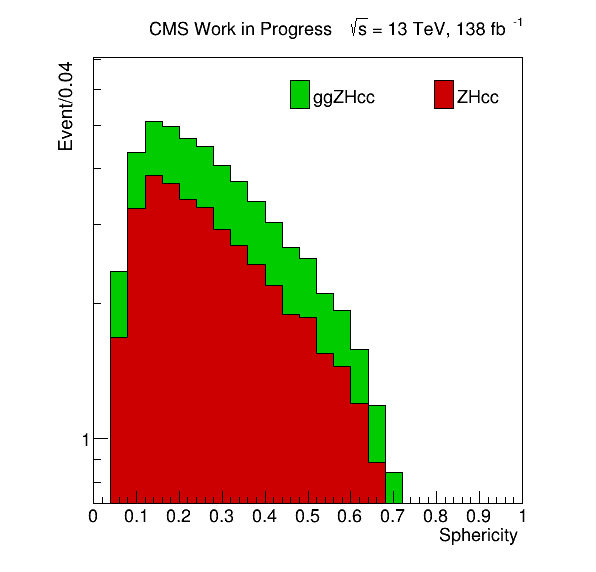 CMS Work in Progress √s = 13 TeV, 138 fb⁻¹
Event/0.04
ggZHcc ZHcc
1
0 0.1 0.2 0.3 0.4 0.5 0.6 0.7 0.8 0.9 1
Sphericity